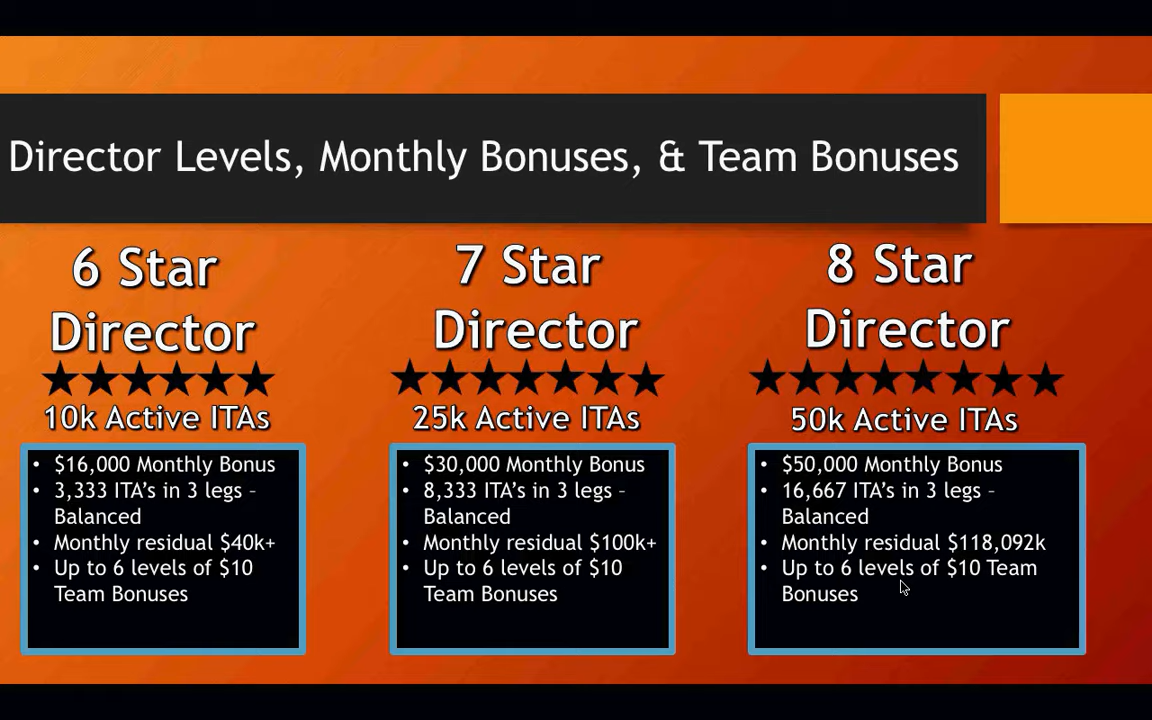 Director Levels, Monthly Bonuses, & Team Bonuses
6 Star
Director
10k Active ITAs
• $16,000 Monthly Bonus
• 3,333 ITA's in 3 legs –
Balanced
• Monthly residual $40k+
• Up to 6 levels of $10
Team Bonuses
7 Star
Director
25k Active ITAs
• $30,000 Monthly Bonus
• 8,333 ITA's in 3 legs –
Balanced
• Monthly residual $100k+
• Up to 6 levels of $10
Team Bonuses
8 Star
Director
50k Active ITAs
• $50,000 Monthly Bonus
• 16,667 ITA's in 3 legs –
Balanced
• Monthly residual $118,092k
• Up to 6 levels of $10 Team
Bonuses